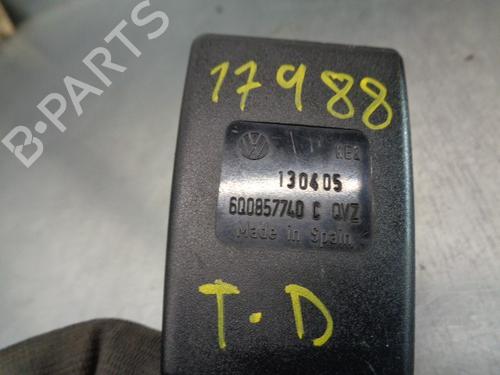 B-PARTS
17988
130405
6Q0857740 C QVZ
Made in Spain
T.D